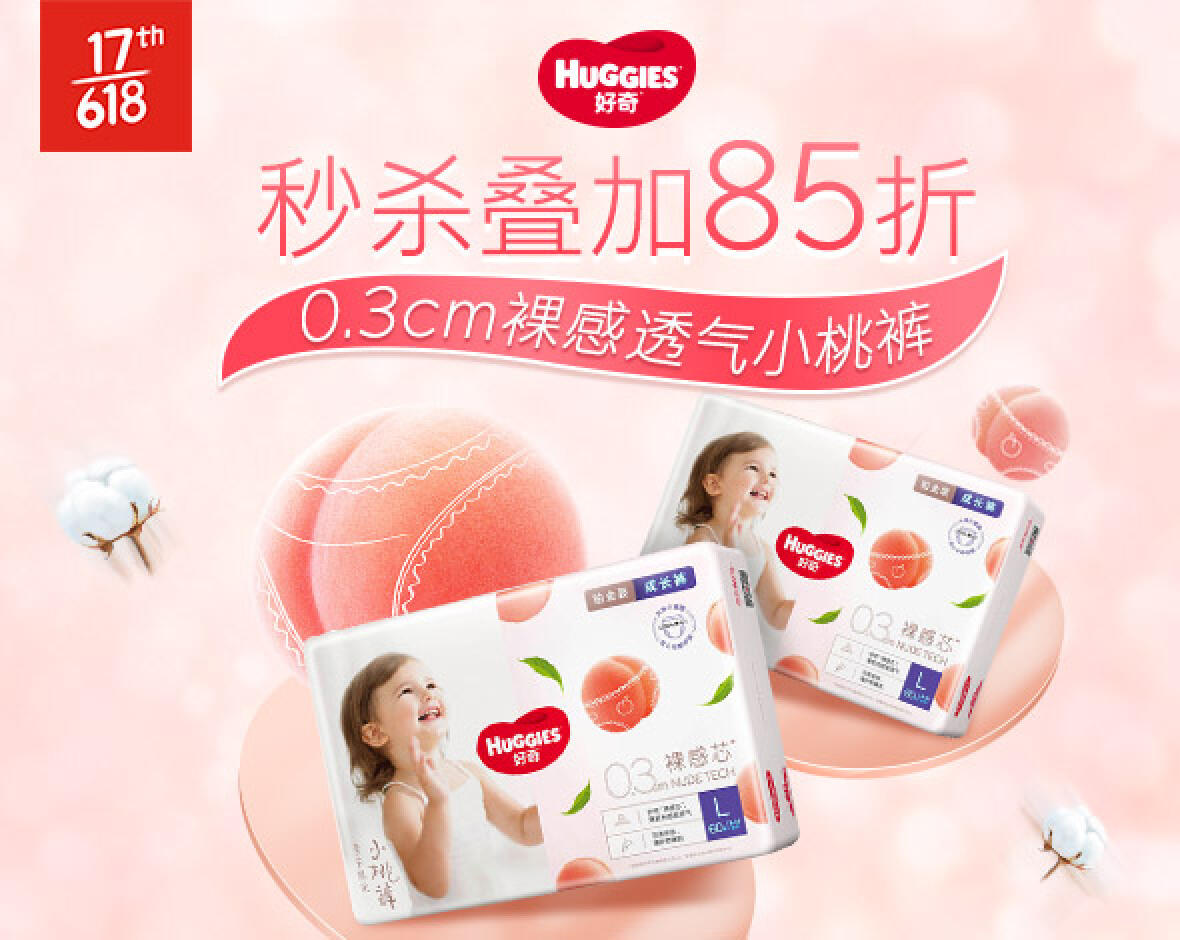 17th
618
HUGGIES
好奇
秒杀叠加85折
0.3cm裸感透气小桃裤
铂金装 成长裤
HUGGIES
好奇
0.3cm 裸感芯
NUDE TECH
L
铂金装 成长裤
HUGGIES
好奇
0.3cm 裸感芯
NUDE TECH
L
小桃裤